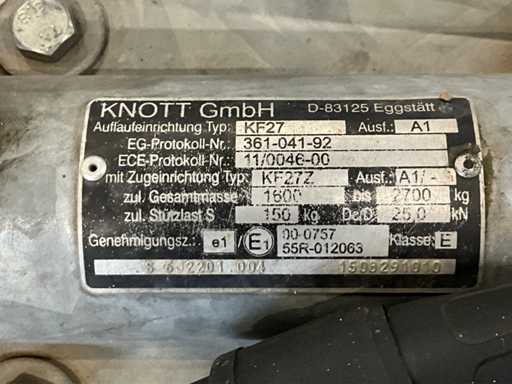 KNOTT GmbH D-83125 Eggstätt
Auflaufeinrichtung Typ: KF27 Ausf.: A1
EG-Protokoll-Nr.: 361-041-92
ECE-Protokoll-Nr.: 11/0046-00
mit Zugeinrichtung Typ: KF27Z Ausf.: A1/-
zul. Gesamtmasse 1600 bis 2700 kg
zul. Stützlast S 150 kg Dc/D 25.0 kN
Genehmigungsz.: e1 / E1 00-0757
55R-012063 Klasse: E